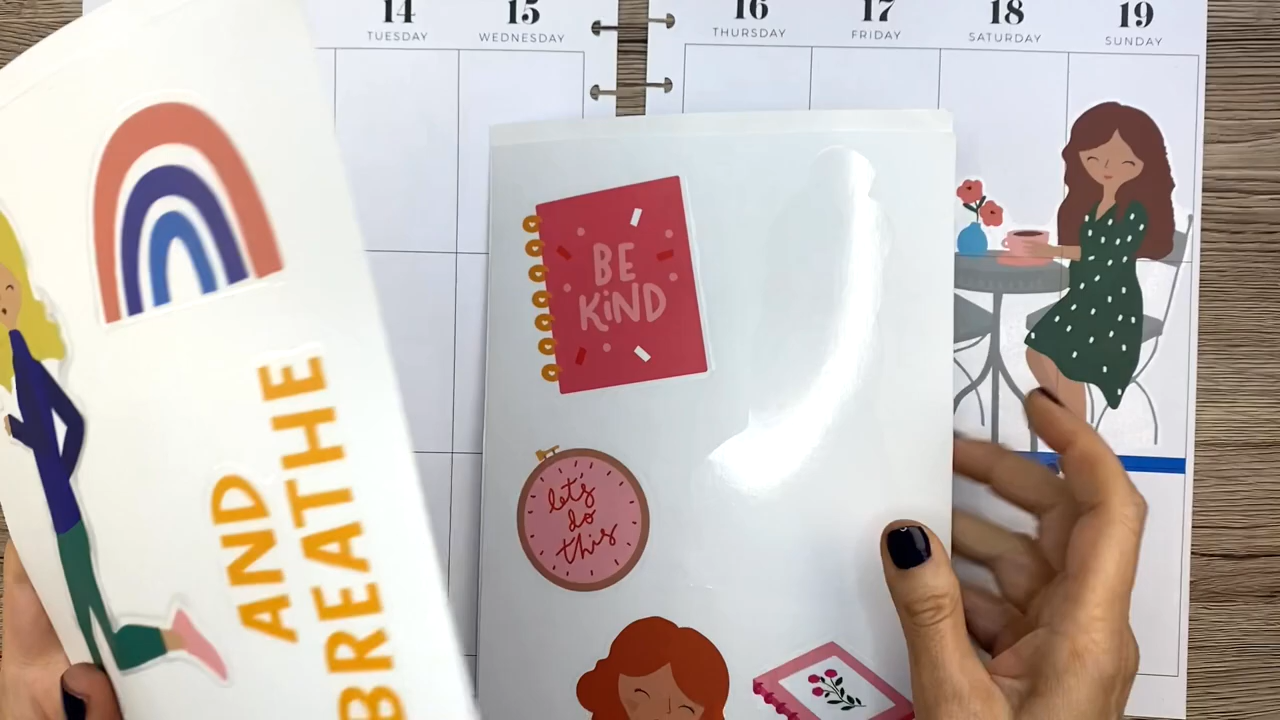 14
TUESDAY
15
WEDNESDAY
16
THURSDAY
17
FRIDAY
18
SATURDAY
19
SUNDAY
BE
KiND
let's
do
this
AND
BREATHE